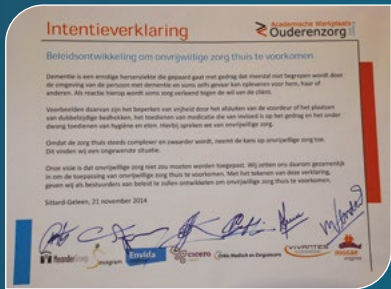 Intentieverklaring
Academische Werkplaats
Ouderenzorg
Beleidsontwikkeling om onvrijwillige zorg thuis te voorkomen
Dementie is een ernstige hersenziekte die gepaard gaat met gedrag dat meestal niet begrepen wordt door
de omgeving van de persoon met dementie en soms zelfs gevaar kan opleveren voor hem, haar of
anderen. Als reactie hierop wordt soms zorg verleend tegen de wil van de cliënt.
Voorbeelden daarvan zijn het beperken van vrijheid door het afsluiten van de voordeur of het plaatsen
van dubbelzijdige bedhekken, het toedienen van medicatie die van invloed is op het gedrag en het onder
dwang toedienen van hygiëne en eten. Hierbij spreken we van onvrijwillige zorg.
Omdat de zorg thuis steeds complexer en zwaarder wordt, neemt de kans op onvrijwillige zorg toe.
Dit vinden wij een ongewenste situatie.
Onze visie is dat onvrijwillige zorg niet zou moeten worden toegepast. Wij zetten ons daarom gezamenlijk
in om de toepassing van onvrijwillige zorg thuis te voorkomen. Met het tekenen van deze verklaring,
geven wij als bestuurders aan beleid te zullen ontwikkelen om onvrijwillige zorg thuis te voorkomen.
Sittard-Geleen, 21 november 2014
MeanderGroep
Sevagram
Envida
CICERO
Orbis Medisch en Zorgconcern
VIVANTES
mosae